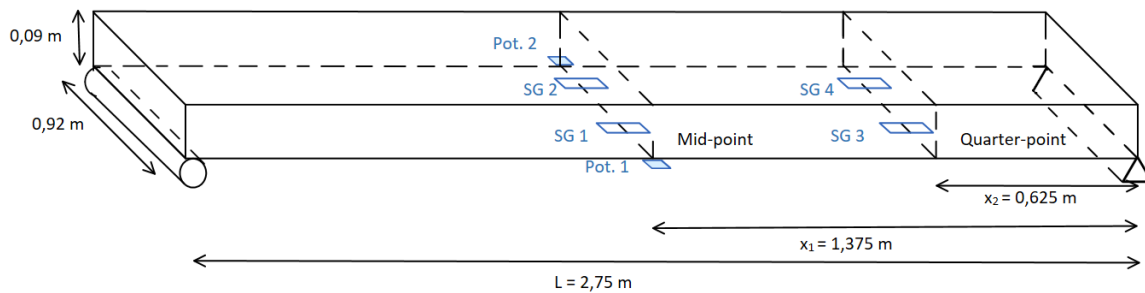 0,09 m
Pot. 2
SG 2
SG 4
0,92 m
SG 1
Mid-point
SG 3
Quarter-point
Pot. 1
x₂ = 0,625 m
x₁ = 1,375 m
L = 2,75 m